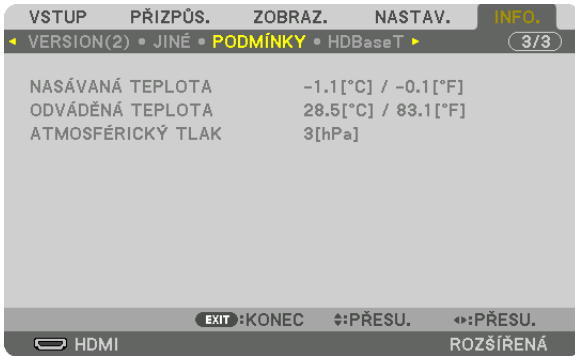 VSTUP PŘIZPŮS. ZOBRAZ. NASTAV. INFO.
VERSION(2) • JINÉ • PODMÍNKY • HDBaseT 3/3
NASÁVANÁ TEPLOTA -1.1[°C] / -0.1[°F]
ODVÁDĚNÁ TEPLOTA 28.5[°C] / 83.1[°F]
ATMOSFÉRICKÝ TLAK 3[hPa]
EXIT :KONEC :PŘESU. :PŘESU.
HDMI ROZŠÍŘENÁ